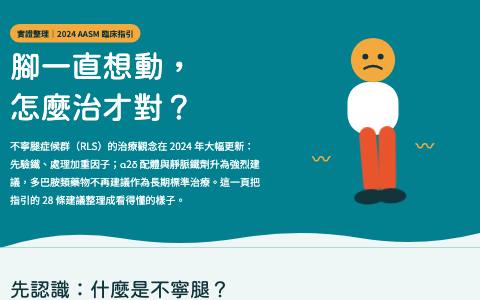 實證整理｜2024 AASM 臨床指引
腳一直想動，
怎麼治才對？
不寧腿症候群（RLS）的治療觀念在 2024 年大幅更新：
先驗鐵、處理加重因子；α2δ 配體與靜脈鐵劑升為強烈建
議，多巴胺類藥物不再建議作為長期標準治療。這一頁把
指引的 28 條建議整理成看得懂的樣子。
先認識：什麼是不寧腿？